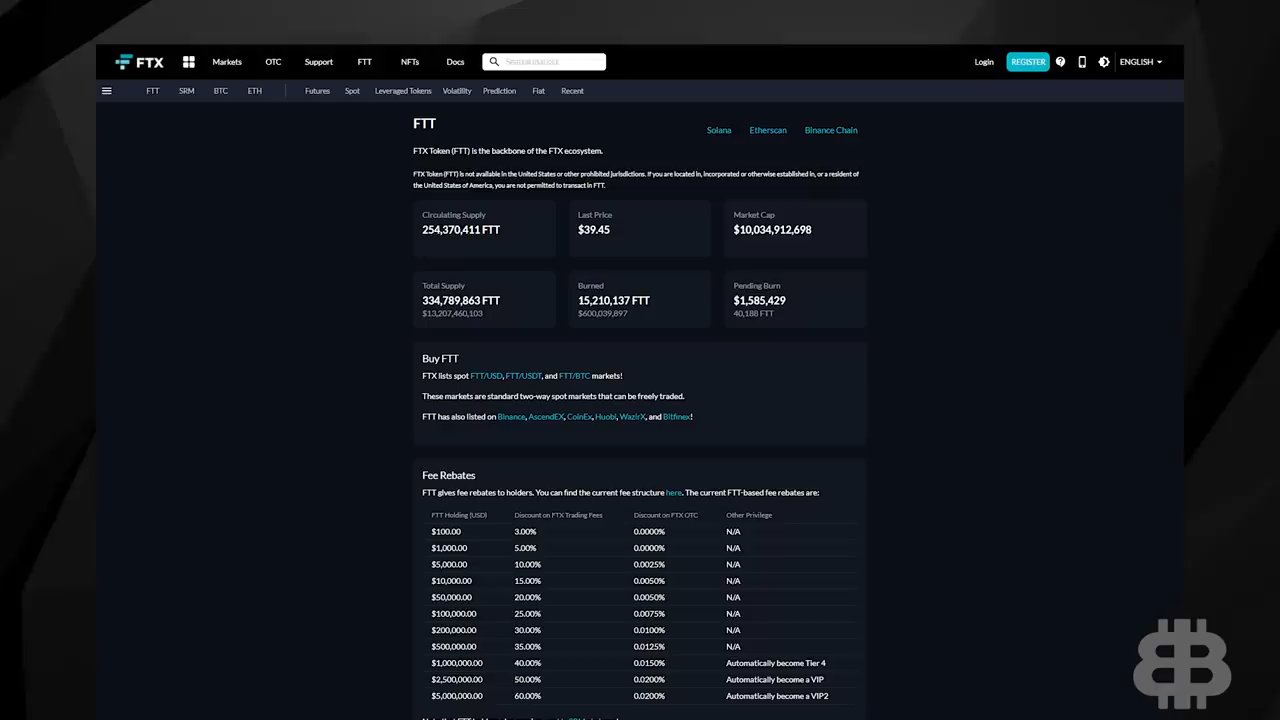 FTX Markets OTC Support FTT NFTs Docs Login REGISTER ENGLISH
FTT SRM BTC ETH Futures Spot Leveraged Tokens Volatility Prediction Fiat Recent
FTT
Solana Etherscan Binance Chain
FTX Token (FTT) is the backbone of the FTX ecosystem.
FTX Token (FTT) is not available in the United States or other prohibited jurisdictions. If you are located in, incorporated or otherwise established in, or a resident of
the United States of America, you are not permitted to transact in FTT.
Circulating Supply Last Price Market Cap
254,370,411 FTT $39.45 $10,034,912,698
Total Supply Burned Pending Burn
334,789,863 FTT 15,210,137 FTT $1,585,429
$13,207,460,103 $600,039,897 40,188 FTT
Buy FTT
FTX lists spot FTT/USD, FTT/USDT, and FTT/BTC markets!
These markets are standard two-way spot markets that can be freely traded.
FTT has also listed on Binance, AscendEX, CoinEx, Huobi, WazirX, and Bitfinex!
Fee Rebates
FTT gives fee rebates to holders. You can find the current fee structure here. The current FTT-based fee rebates are:
FTT Holding (USD) Discount on FTX Trading Fees Discount on FTX OTC Other Privilege
$100.00 3.00% 0.0000% N/A
$1,000.00 5.00% 0.0000% N/A
$5,000.00 10.00% 0.0025% N/A
$10,000.00 15.00% 0.0050% N/A
$50,000.00 20.00% 0.0050% N/A
$100,000.00 25.00% 0.0075% N/A
$200,000.00 30.00% 0.0100% N/A
$500,000.00 35.00% 0.0125% N/A
$1,000,000.00 40.00% 0.0150% Automatically become Tier 4
$2,500,000.00 50.00% 0.0200% Automatically become a VIP
$5,000,000.00 60.00% 0.0200% Automatically become a VIP2